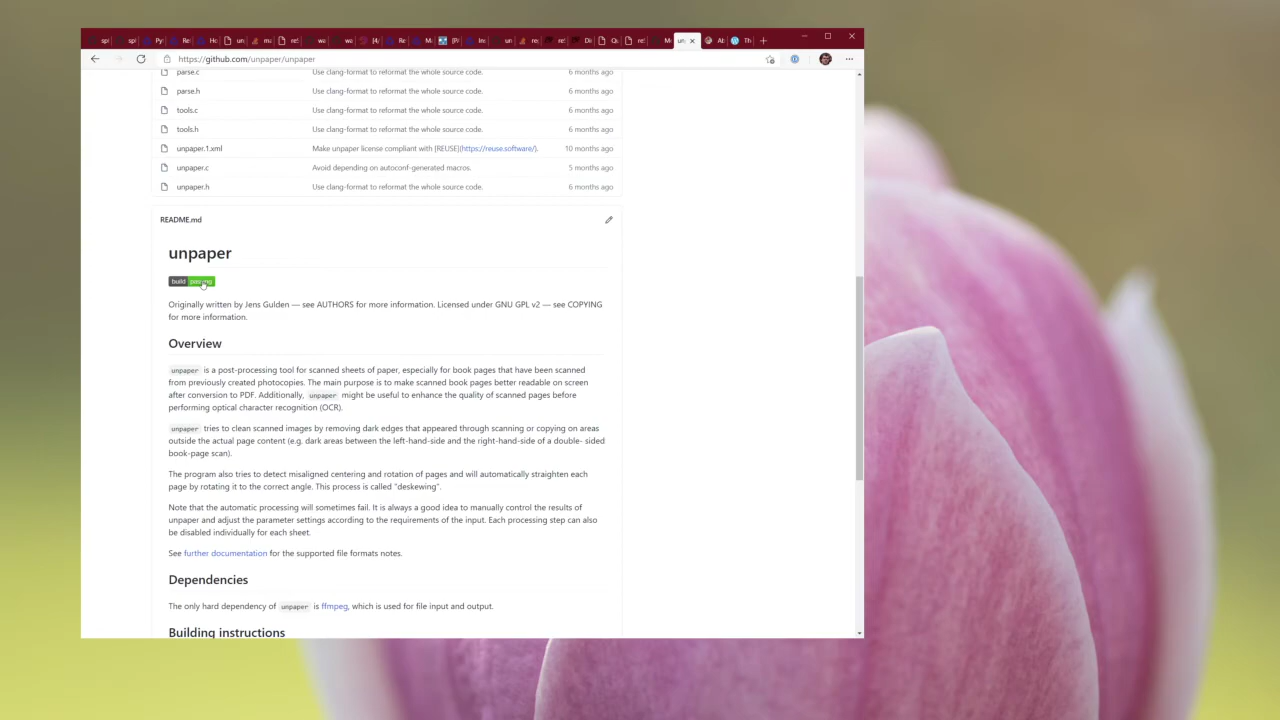 https://github.com/unpaper/unpaper
parse.c Use clang-format to reformat the whole source code. 6 months ago
parse.h Use clang-format to reformat the whole source code. 6 months ago
tools.c Use clang-format to reformat the whole source code. 6 months ago
tools.h Use clang-format to reformat the whole source code. 6 months ago
unpaper.1.xml Make unpaper license compliant with [REUSE](https://reuse.software/). 10 months ago
unpaper.c Avoid depending on autoconf-generated macros. 5 months ago
unpaper.h Use clang-format to reformat the whole source code. 6 months ago
README.md
unpaper
build
Originally written by Jens Gulden — see AUTHORS for more information. Licensed under GNU GPL v2 — see COPYING
for more information.
Overview
unpaper is a post-processing tool for scanned sheets of paper, especially for book pages that have been scanned
from previously created photocopies. The main purpose is to make scanned book pages better readable on screen
after conversion to PDF. Additionally, unpaper might be useful to enhance the quality of scanned pages before
performing optical character recognition (OCR).
unpaper tries to clean scanned images by removing dark edges that appeared through scanning or copying on areas
outside the actual page content (e.g. dark areas between the left-hand-side and the right-hand-side of a double- sided
book-page scan).
The program also tries to detect misaligned centering and rotation of pages and will automatically straighten each
page by rotating it to the correct angle. This process is called "deskewing".
Note that the automatic processing will sometimes fail. It is always a good idea to manually control the results of
unpaper and adjust the parameter settings according to the requirements of the input. Each processing step can also
be disabled individually for each sheet.
See further documentation for the supported file formats notes.
Dependencies
The only hard dependency of unpaper is ffmpeg, which is used for file input and output.
Building instructions